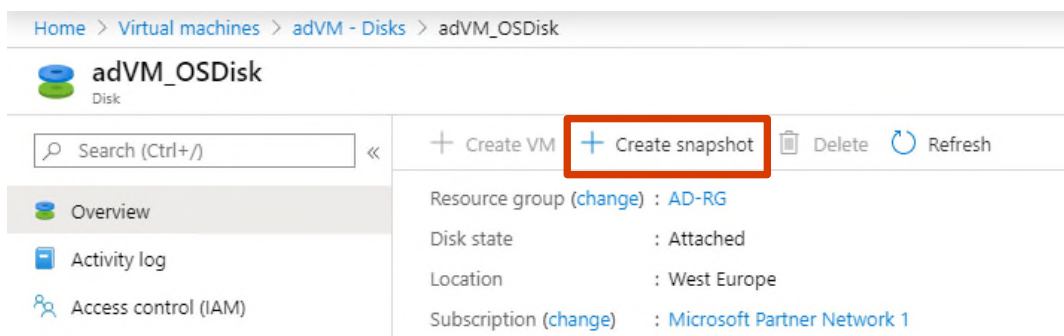 Home > Virtual machines > adVM - Disks > adVM_OSDisk
adVM_OSDisk
Disk
Search (Ctrl+/)
«
+ Create VM + Create snapshot Delete Refresh
Overview
Activity log
Access control (IAM)
Resource group (change) : AD-RG
Disk state : Attached
Location : West Europe
Subscription (change) : Microsoft Partner Network 1